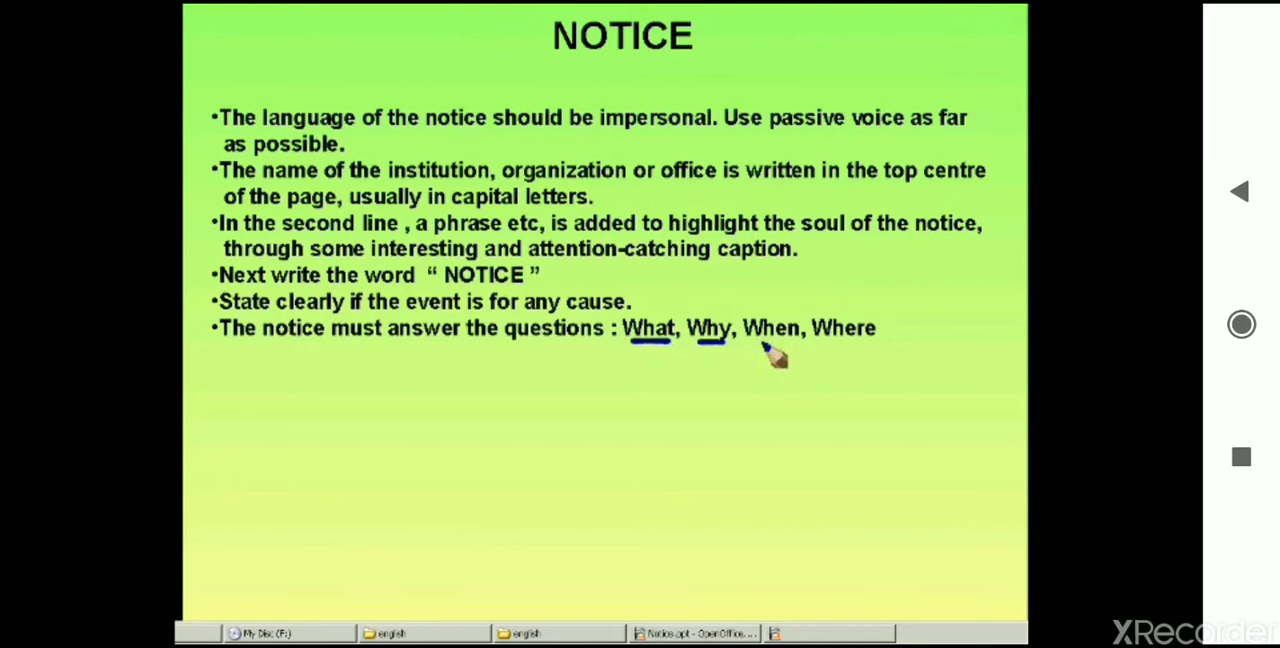 NOTICE
•The language of the notice should be impersonal. Use passive voice as far
as possible.
•The name of the institution, organization or office is written in the top centre
of the page, usually in capital letters.
•In the second line , a phrase etc, is added to highlight the soul of the notice,
through some interesting and attention-catching caption.
•Next write the word “ NOTICE ”
•State clearly if the event is for any cause.
•The notice must answer the questions : What, Why, When, Where
My Disc (F:)
english
english
Notice.ppt - OpenOffice....
XRecorder